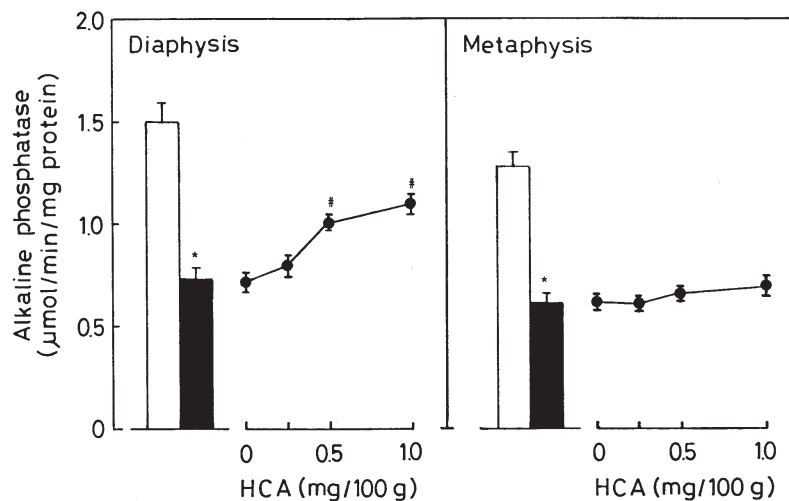 Alkaline phosphatase
(μmol/min/mg protein)
2.0
1.5
1.0
0.5
0
Diaphysis
*
#
#
0 0.5 1.0
HCA (mg/100 g)
Metaphysis
*
0 0.5 1.0
HCA (mg/100 g)